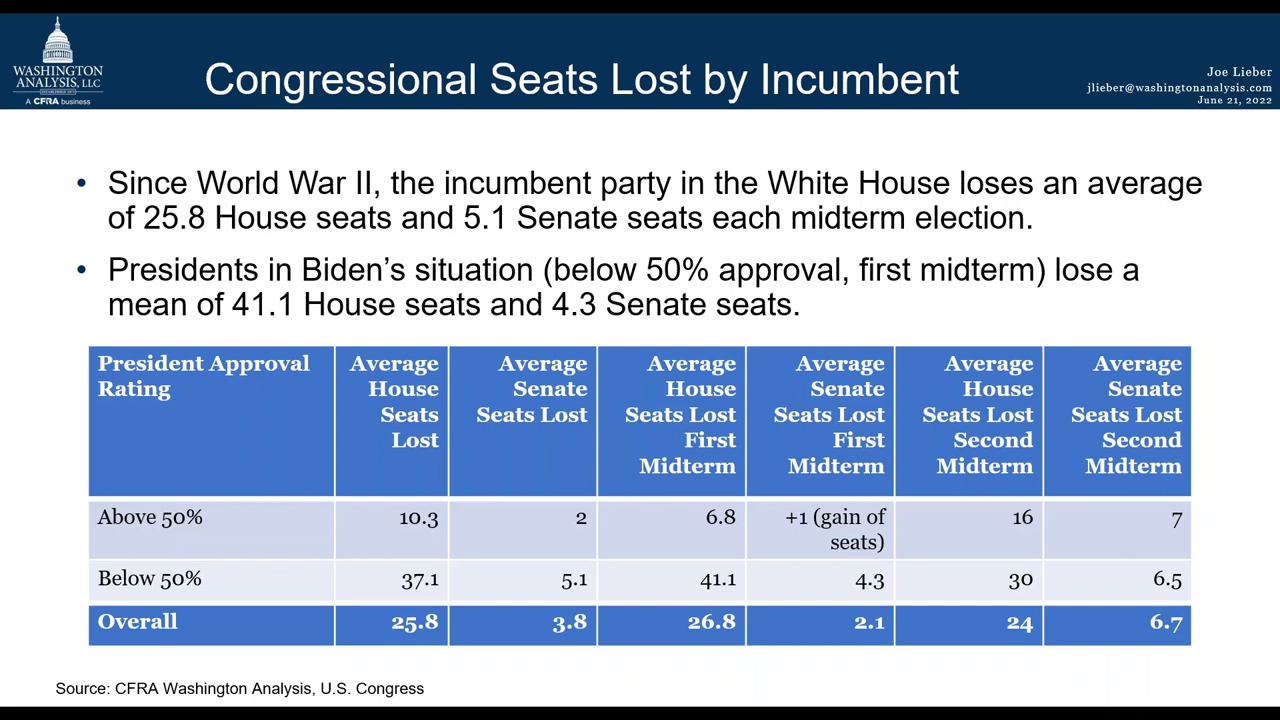 WASHINGTON
ANALYSIS, LLC
ESTABLISHED 1973
A CFRA business
Congressional Seats Lost by Incumbent
Joe Lieber
jlieber@washingtonanalysis.com
June 21, 2022
• Since World War II, the incumbent party in the White House loses an average
of 25.8 House seats and 5.1 Senate seats each midterm election.
• Presidents in Biden’s situation (below 50% approval, first midterm) lose a
mean of 41.1 House seats and 4.3 Senate seats.
President Approval
Rating
Average
House
Seats
Lost
Average
Senate
Seats Lost
Average
House
Seats Lost
First
Midterm
Average
Senate
Seats Lost
First
Midterm
Average
House
Seats Lost
Second
Midterm
Average
Senate
Seats Lost
Second
Midterm
Above 50% 10.3 2 6.8 +1 (gain of
seats) 16 7
Below 50% 37.1 5.1 41.1 4.3 30 6.5
Overall 25.8 3.8 26.8 2.1 24 6.7
Source: CFRA Washington Analysis, U.S. Congress